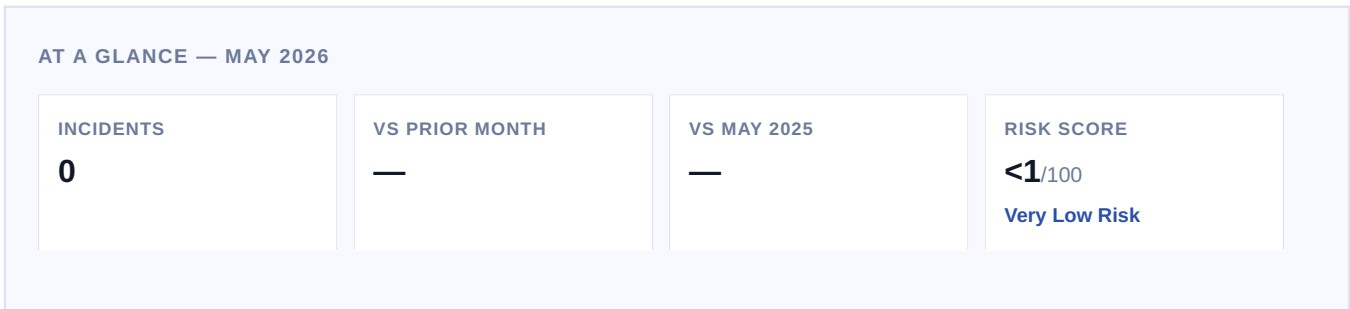 AT A GLANCE — MAY 2026
INCIDENTS
0
VS PRIOR MONTH
—
VS MAY 2025
—
RISK SCORE
<1/100
Very Low Risk